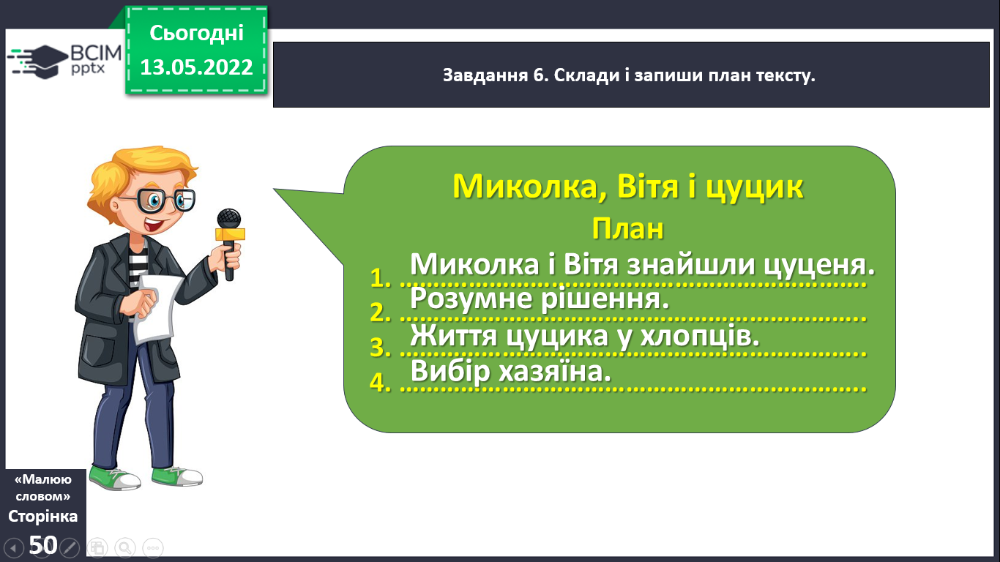 Сьогодні
13.05.2022
ВСІМ
pptx
Завдання 6. Склади і запиши план тексту.
Миколка, Вітя і цуцик
План
1. Миколка і Вітя знайшли цуценя.
2. Розумне рішення.
3. Життя цуцика у хлопців.
4. Вибір хазяїна.
«Малюю
словом»
Сторінка
50